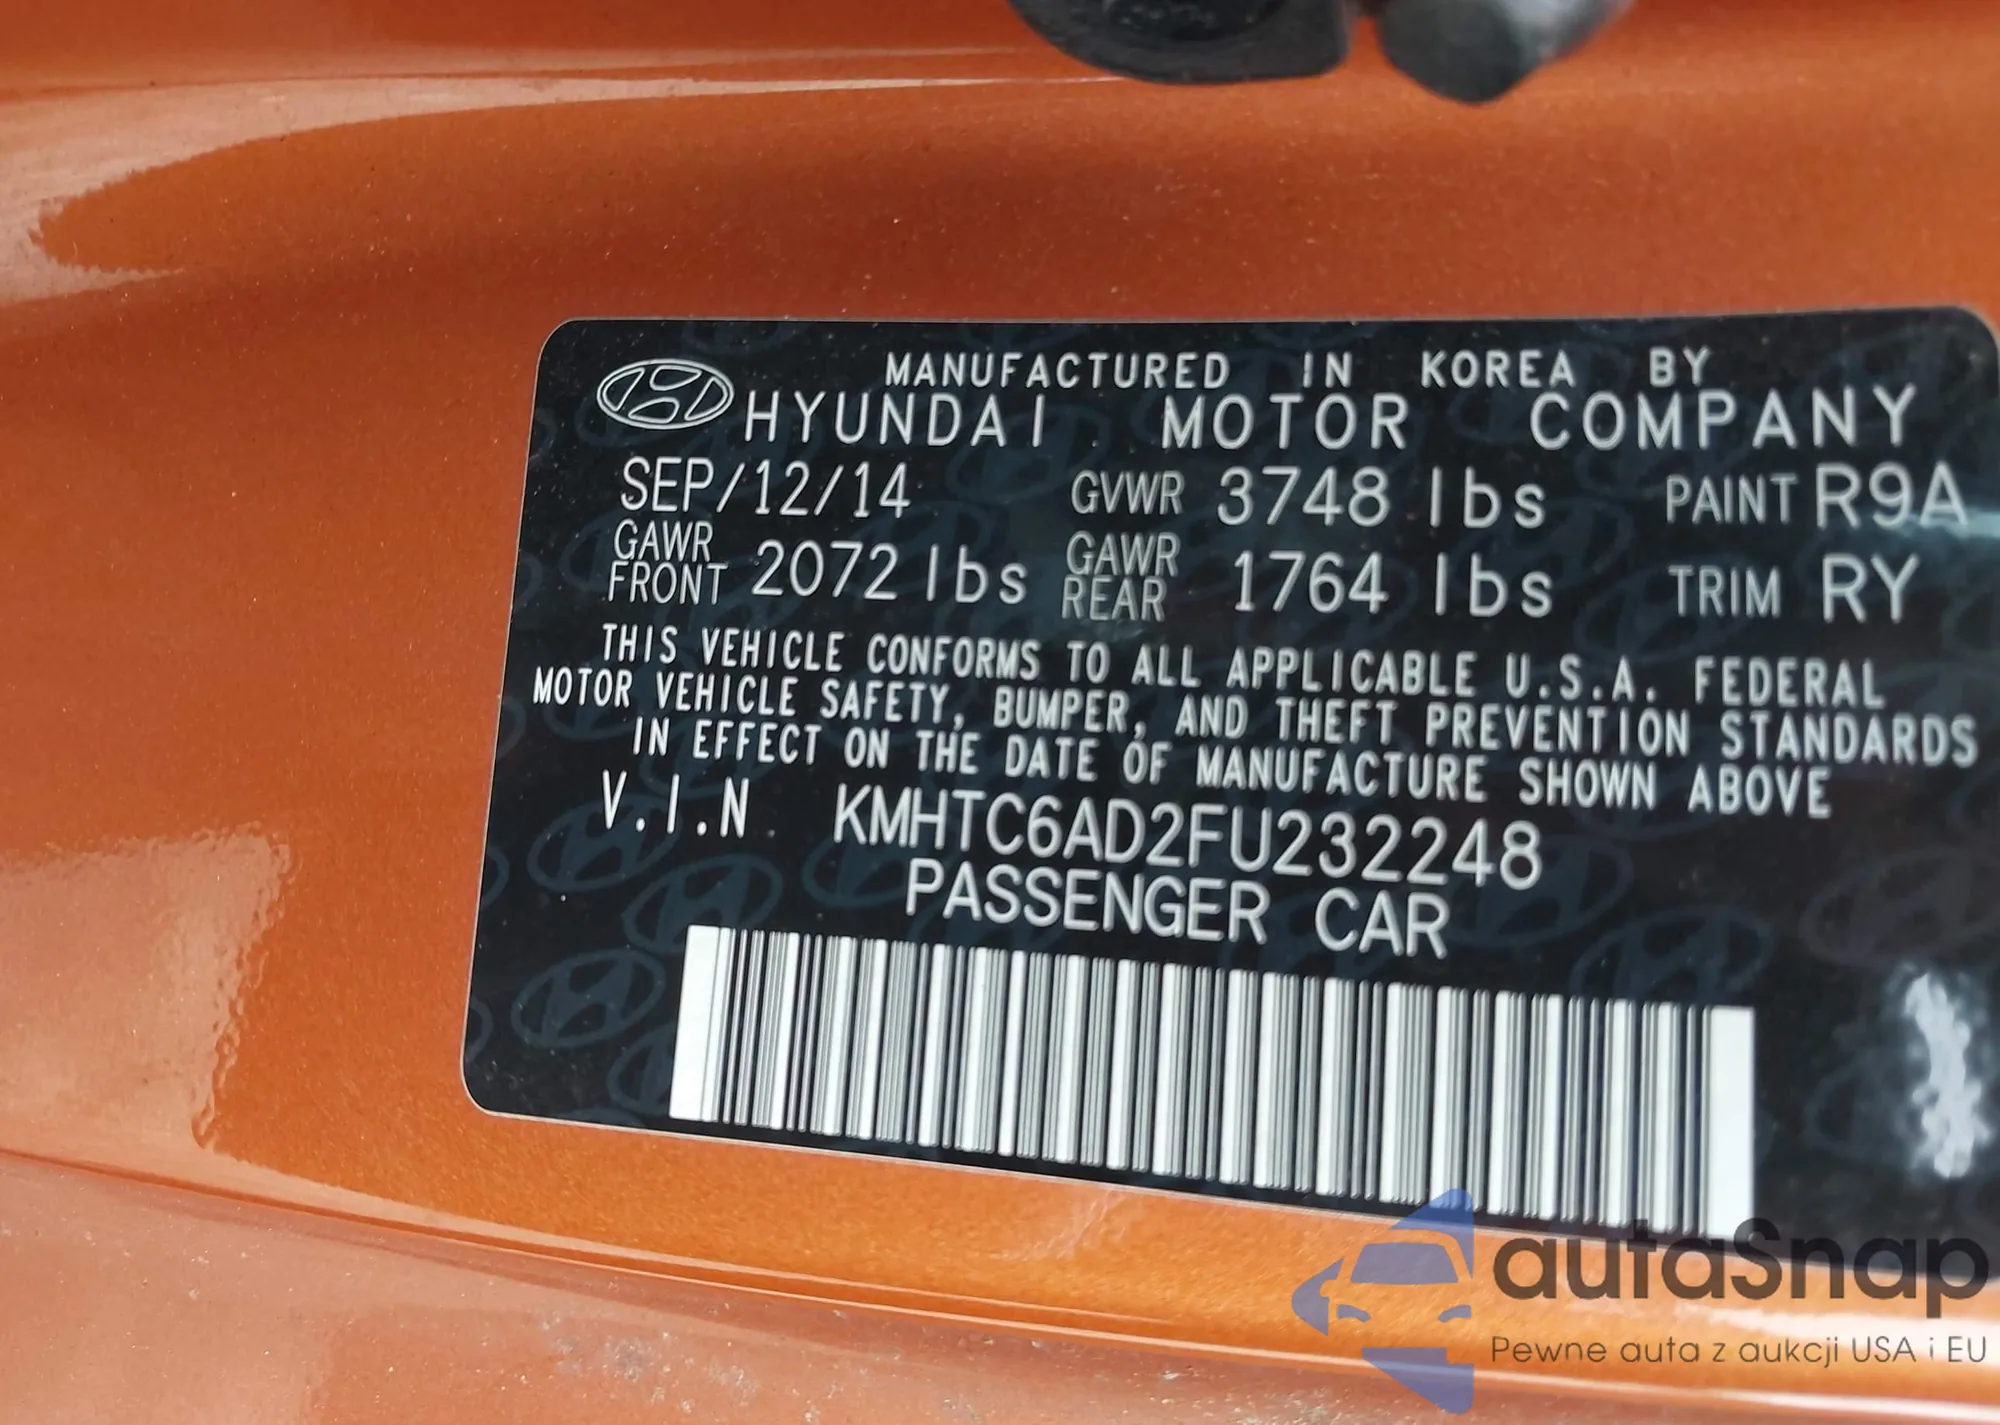 MANUFACTURED IN KOREA BY
HYUNDAI MOTOR COMPANY
SEP/12/14 GVWR 3748 lbs PAINT R9A
GAWR FRONT 2072 lbs GAWR REAR 1764 lbs TRIM RY
THIS VEHICLE CONFORMS TO ALL APPLICABLE U.S.A. FEDERAL
MOTOR VEHICLE SAFETY, BUMPER, AND THEFT PREVENTION STANDARDS
IN EFFECT ON THE DATE OF MANUFACTURE SHOWN ABOVE
V.I.N KMHTC6AD2FU232248
PASSENGER CAR
autaSnap
Pewne auta z aukcji USA i EU